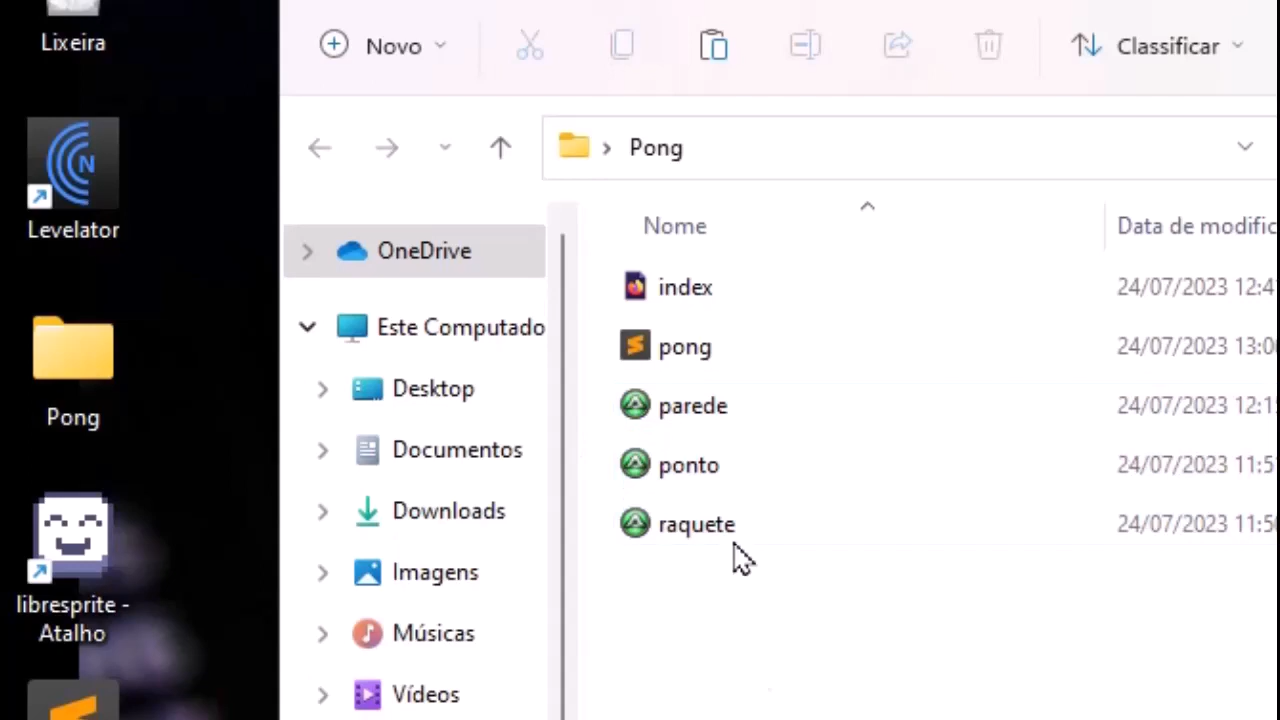 Lixeira
Levelator
Pong
libresprite -
Atalho
Novo
Classificar
Pong
OneDrive
Este Computado
Desktop
Documentos
Downloads
Imagens
Músicas
Vídeos
Nome
Data de modific
index
24/07/2023 12:4
pong
24/07/2023 13:0
parede
24/07/2023 12:1
ponto
24/07/2023 11:5
raquete
24/07/2023 11:5